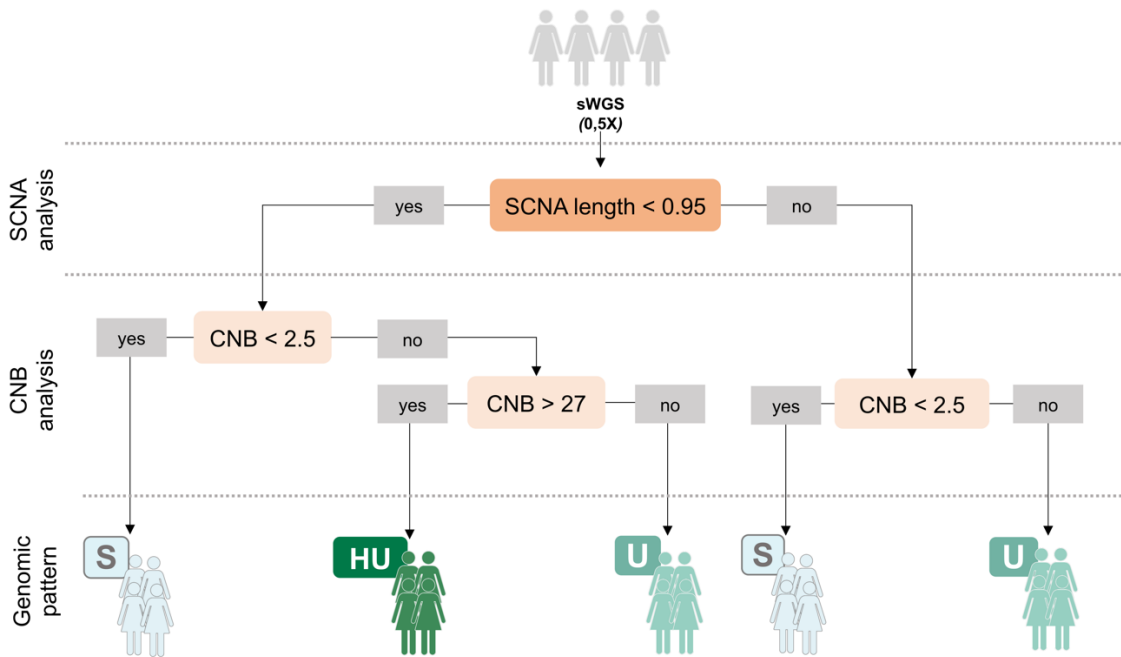 sWGS
(0,5X)
SCNA
analysis
yes
SCNA length < 0.95
no
CNB
analysis
yes
CNB < 2.5
no
yes
CNB > 27
no
yes
CNB < 2.5
no
Genomic
pattern
S
HU
U
S
U